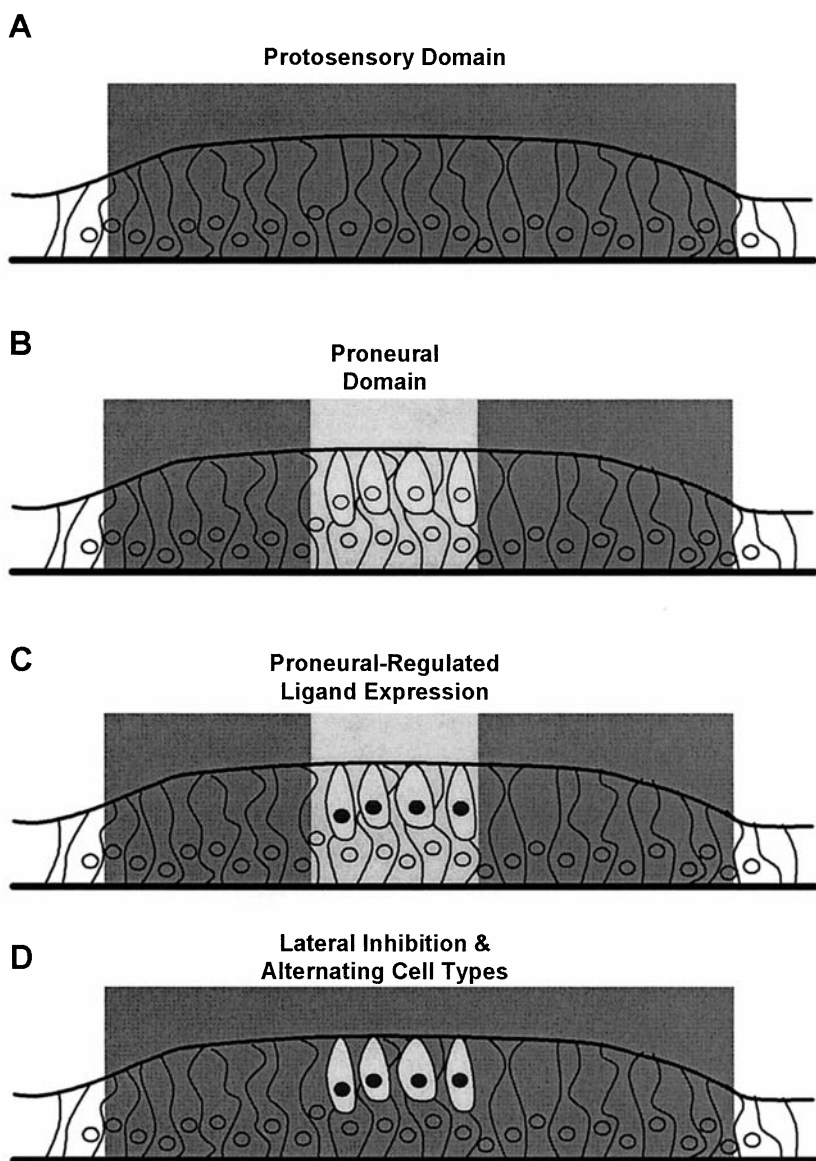 A
Protosensory Domain
B
Proneural
Domain
C
Proneural-Regulated
Ligand Expression
D
Lateral Inhibition &
Alternating Cell Types